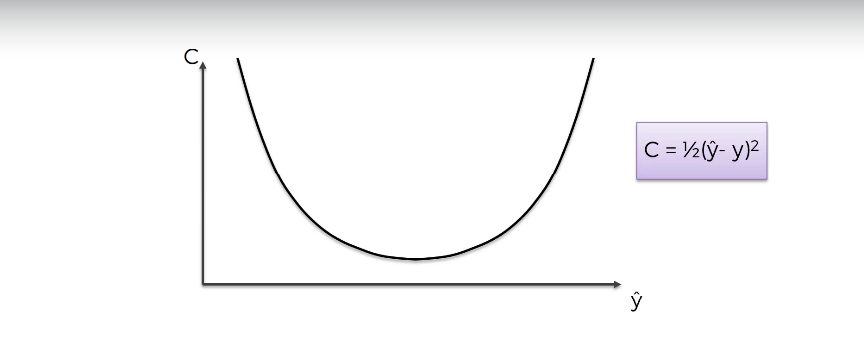 C
C = ½(ŷ- y)²
ŷ